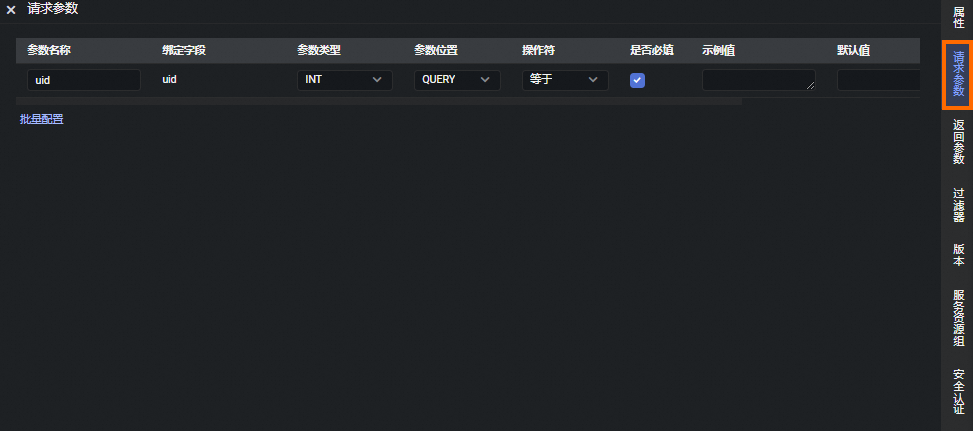 请求参数
参数名称 绑定字段 参数类型 参数位置 操作符 是否必填 示例值 默认值
uid uid INT QUERY 等于
批量配置
属性
请求参数
返回参数
过滤器
版本
服务资源组
安全认证